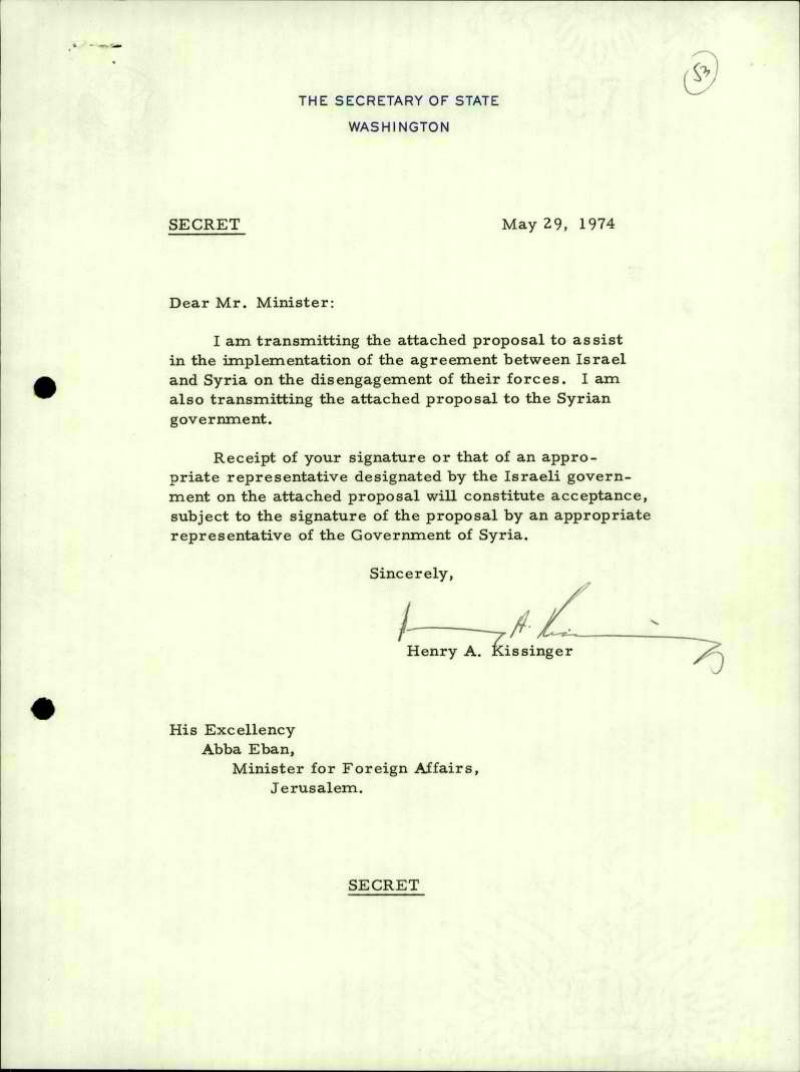 53
THE SECRETARY OF STATE
WASHINGTON
SECRET
May 29, 1974
Dear Mr. Minister:
I am transmitting the attached proposal to assist
in the implementation of the agreement between Israel
and Syria on the disengagement of their forces. I am
also transmitting the attached proposal to the Syrian
government.
Receipt of your signature or that of an appro-
priate representative designated by the Israeli govern-
ment on the attached proposal will constitute acceptance,
subject to the signature of the proposal by an appropriate
representative of the Government of Syria.
Sincerely,
Henry A. Kissinger
Henry A. Kissinger
His Excellency
Abba Eban,
Minister for Foreign Affairs,
Jerusalem.
SECRET